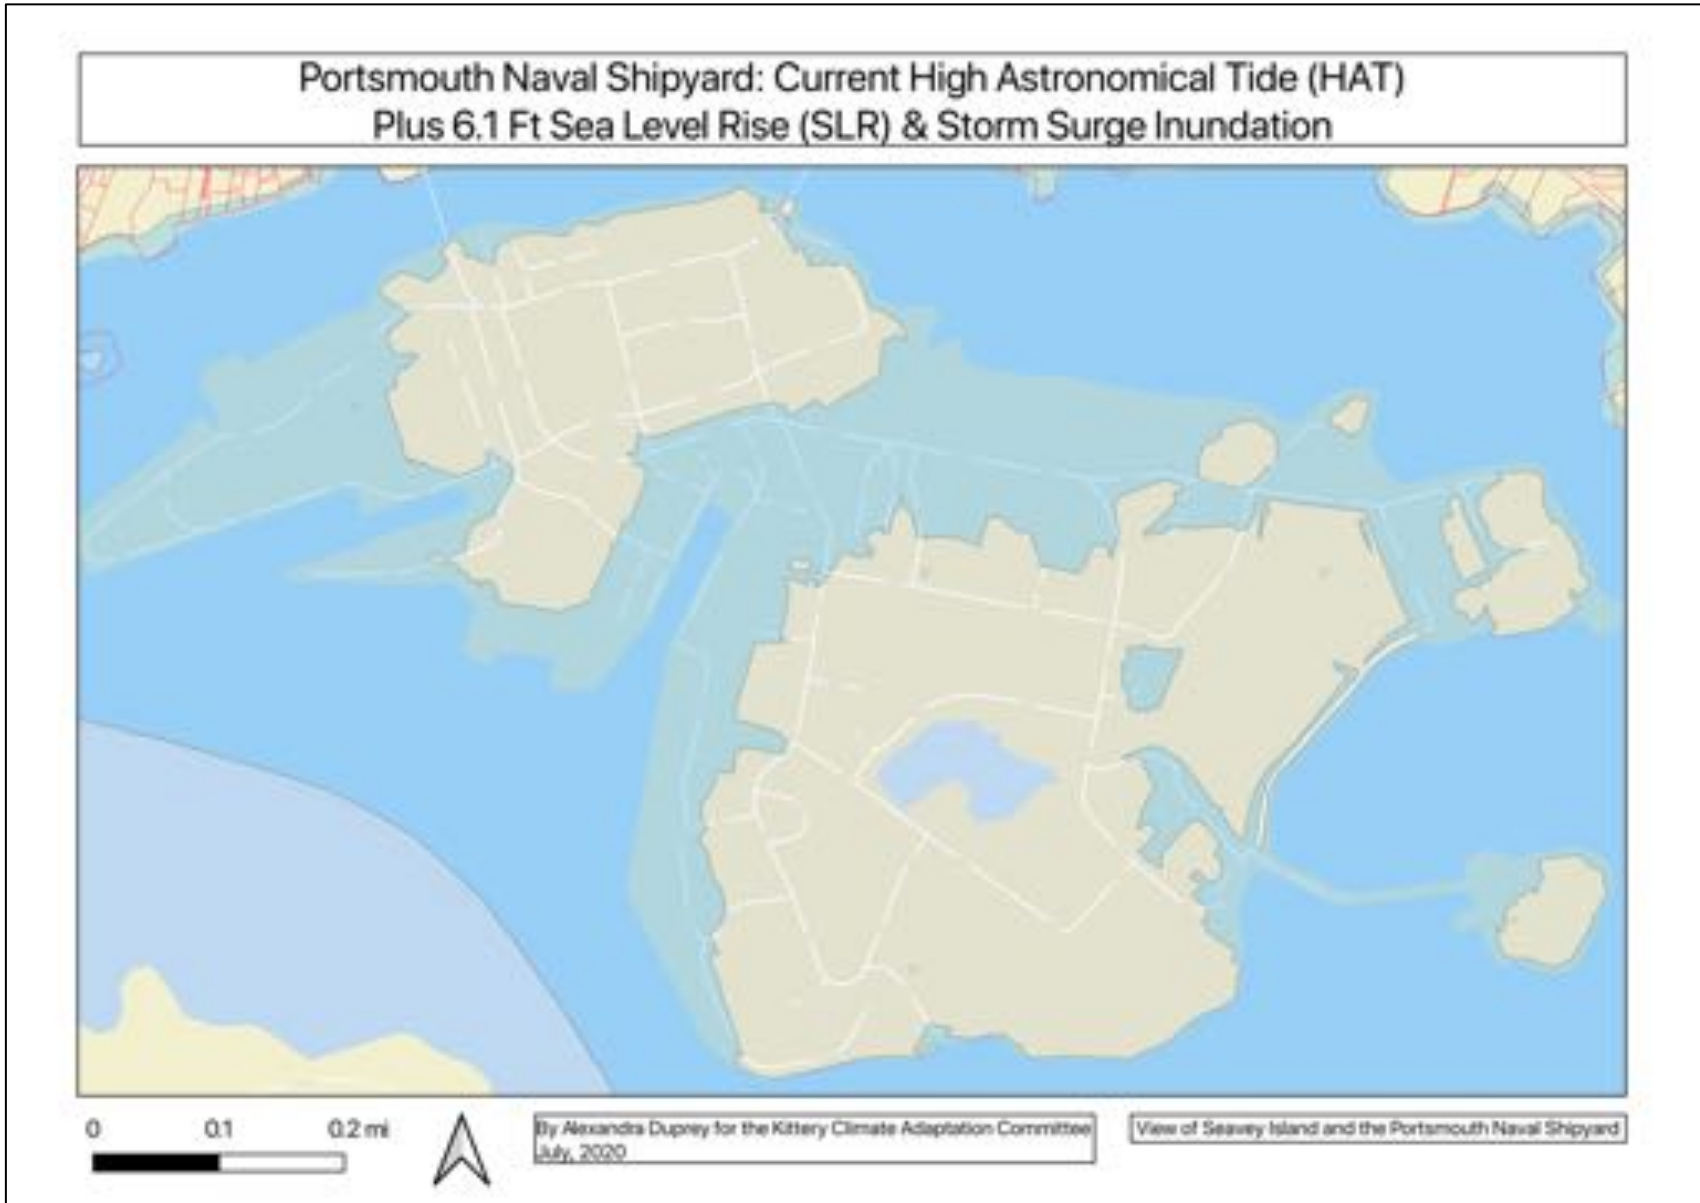 Portsmouth Naval Shipyard: Current High Astronomical Tide (HAT)
Plus 6.1 Ft Sea Level Rise (SLR) & Storm Surge Inundation
0 0.1 0.2 mi
By Alexandra Duprey for the Kittery Climate Adaptation Committee
July, 2020
View of Seavey Island and the Portsmouth Naval Shipyard